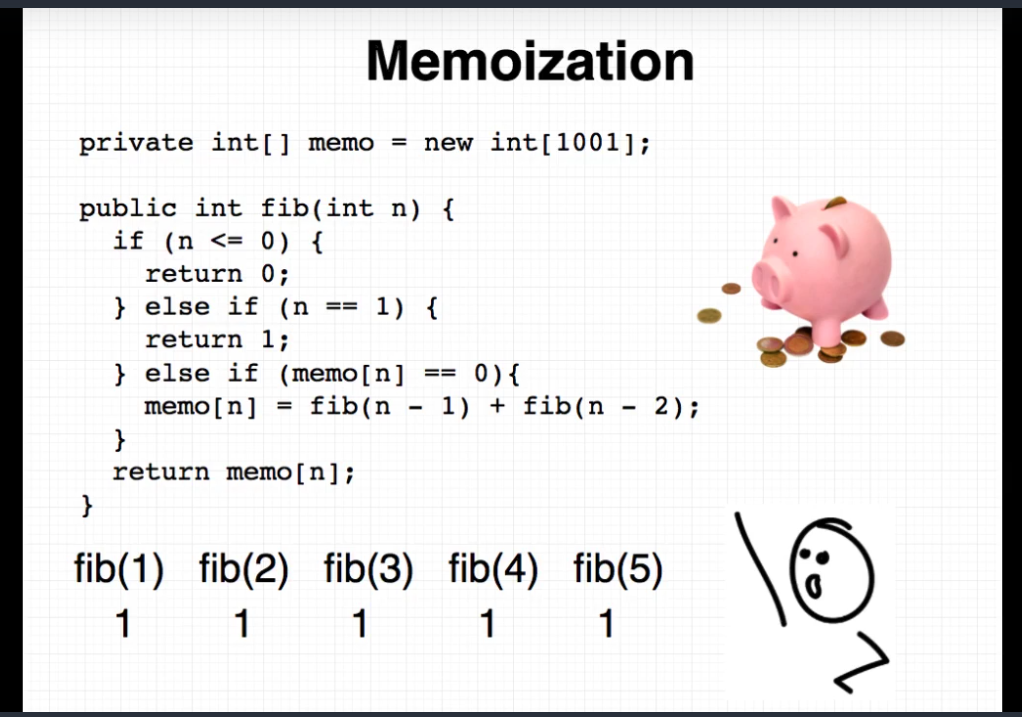 Memoization
private int[] memo = new int[1001];
public int fib(int n) {
if (n <= 0) {
return 0;
} else if (n == 1) {
return 1;
} else if (memo[n] == 0){
memo[n] = fib(n - 1) + fib(n - 2);
}
return memo[n];
}
fib(1) fib(2) fib(3) fib(4) fib(5)
1 1 1 1 1